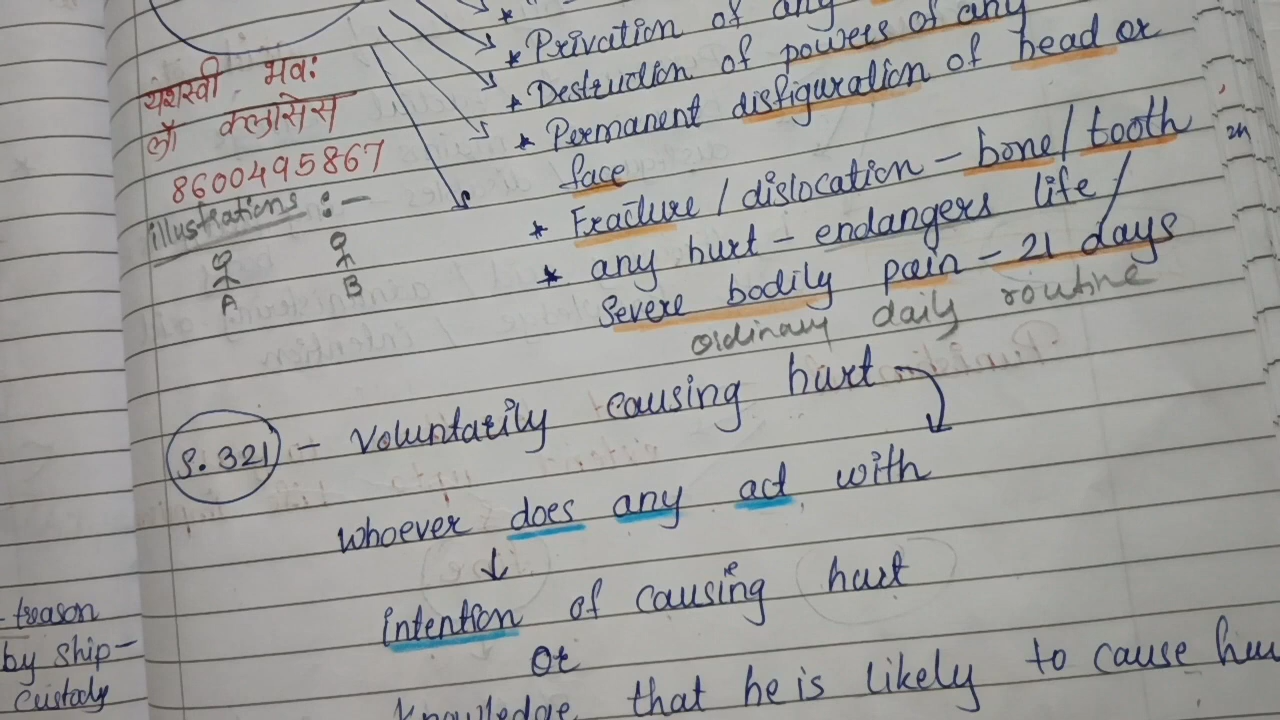 * Privation of any
* Destruction of powers of any
* Permanent disfiguration of head or
face
* Fracture / dislocation – bone / tooth
* any hurt – endangers life /
Severe bodily pain – 21 days
ordinary daily routine
यशस्वी भवः
लॉ क्लासेस
8600495867
illustrations :-
A B
S. 321 – Voluntarily causing hurt
whoever does any act with
intention of causing hurt
Or
knowledge that he is likely to cause
treason
by ship-
custody